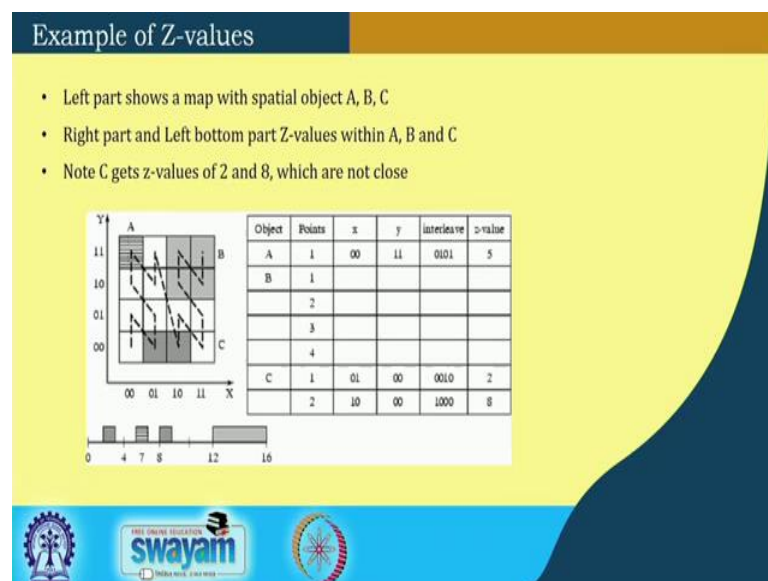 Example of Z-values
• Left part shows a map with spatial object A, B, C
• Right part and Left bottom part Z-values within A, B and C
• Note C gets z-values of 2 and 8, which are not close
Y
A
11
B
10
01
00
C
00 01 10 11 X
Object Points x y interleave z-value
A 1 00 11 0101 5
B 1
2
3
4
C 1 01 00 0010 2
2 10 00 1000 8
0 4 7 8 12 16
FREE ONLINE EDUCATION
swayam